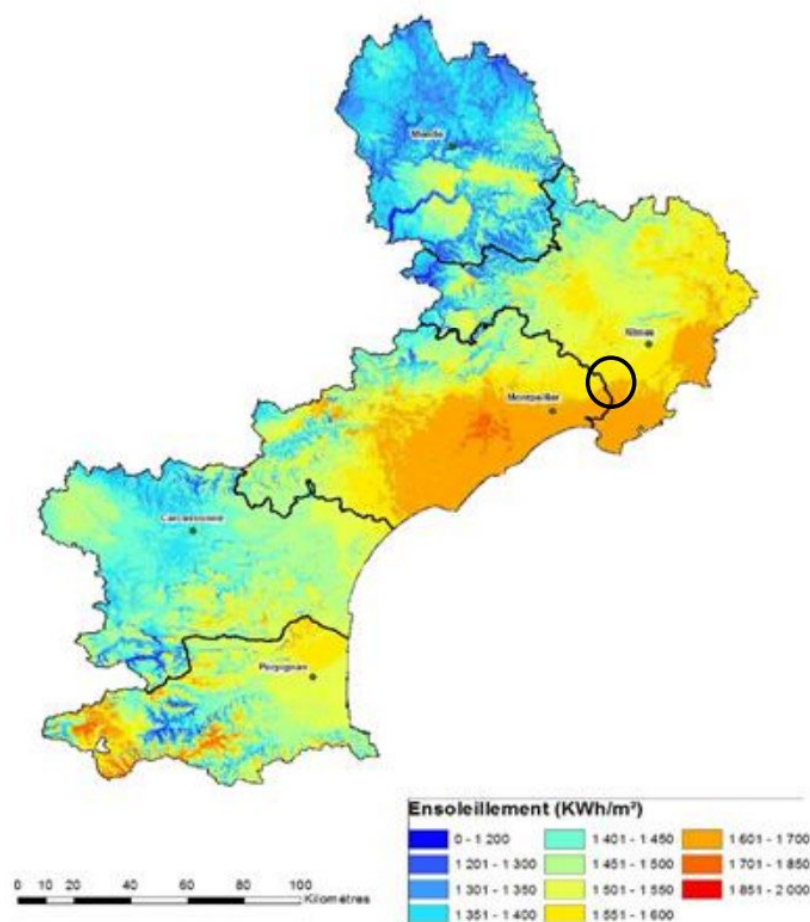 Mende
Nîmes
Montpellier
Carcassonne
Perpignan
Ensoleillement (KWh/m²)
0 - 1 200
1 401 - 1 450
1 601 - 1 700
1 201 - 1 300
1 451 - 1 500
1 701 - 1 850
1 301 - 1 350
1 501 - 1 550
1 851 - 2 000
1 351 - 1 400
1 551 - 1 600
0 10 20 40 60 80 100
Kilomètres